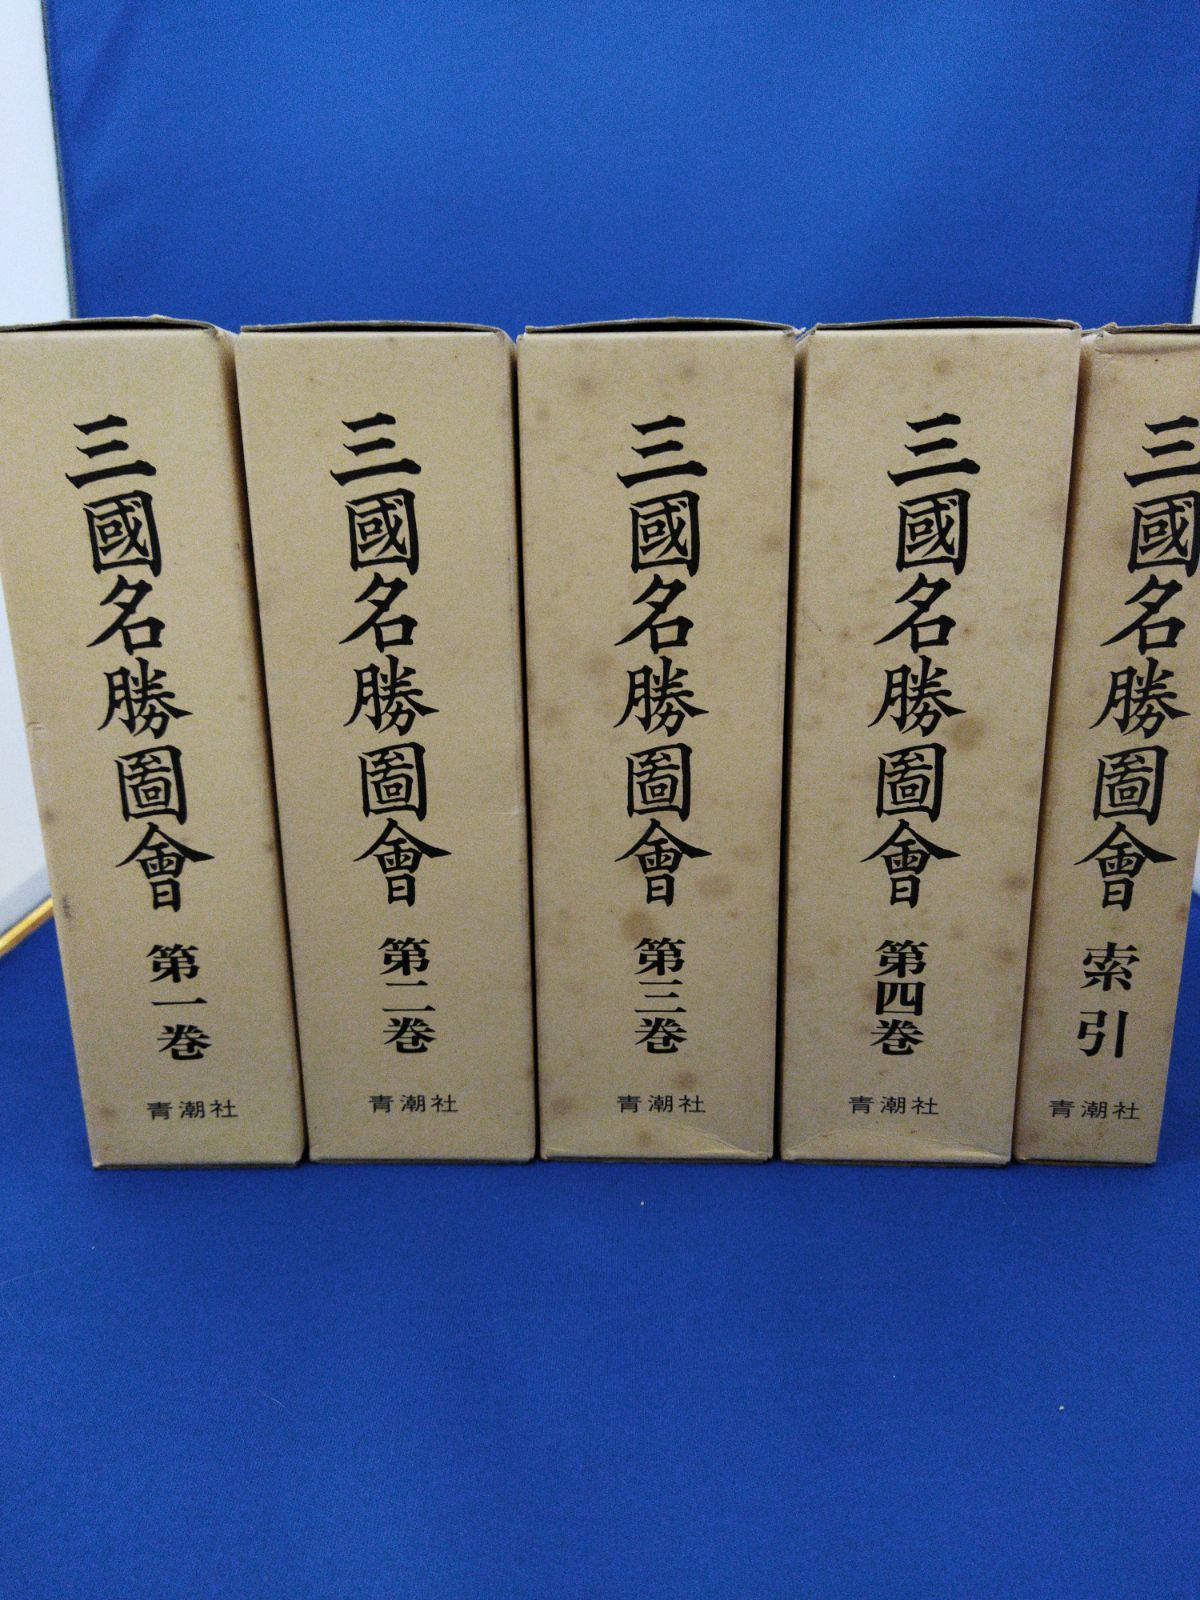 三國名勝圖會 第一巻
青潮社
三國名勝圖會 第二巻
青潮社
三國名勝圖會 第三巻
青潮社
三國名勝圖會 第四巻
青潮社
三國名勝圖會 索引
青潮社